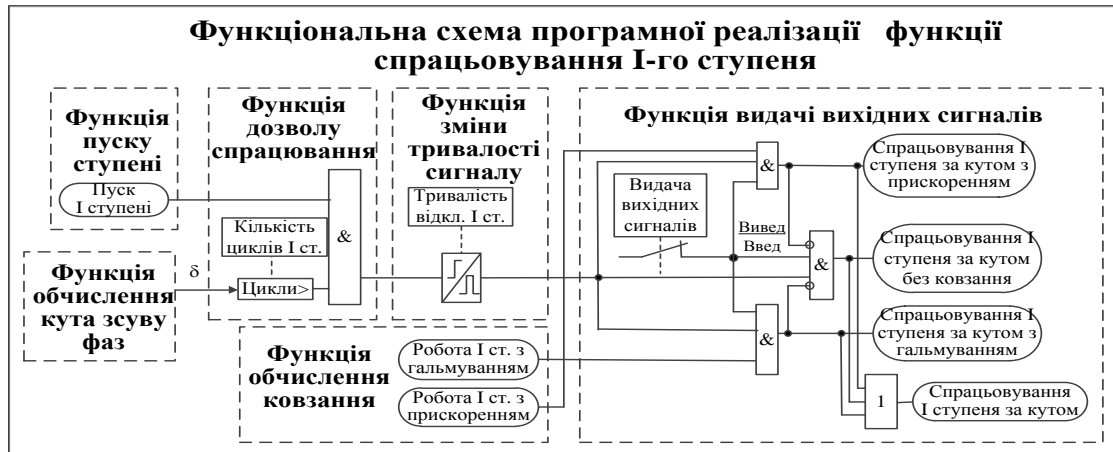 Функціональна схема програмної реалізації функції
спрацьовування І-го ступеня
Функція
пуску
ступені
Пуск
І ступені
Функція
обчислення
кута зсуву
фаз
δ
Функція
дозволу
спрацювання
Кількість
циклів І ст.
Цикли>
&
Функція
зміни
тривалості
сигналу
Тривалість
відкл. І ст.
Функція
обчислення
ковзання
Робота І ст. з
гальмуванням
Робота І ст. з
прискоренням
Функція видачі вихідних сигналів
Видача
вихідних
сигналів
Вивед
Введ
&
&
&
1
Спрацьовування І
ступеня за кутом з
прискоренням
Спрацьовування І
ступеня за кутом
без ковзання
Спрацьовування І
ступеня за кутом з
гальмуванням
Спрацьовування
І ступеня за кутом